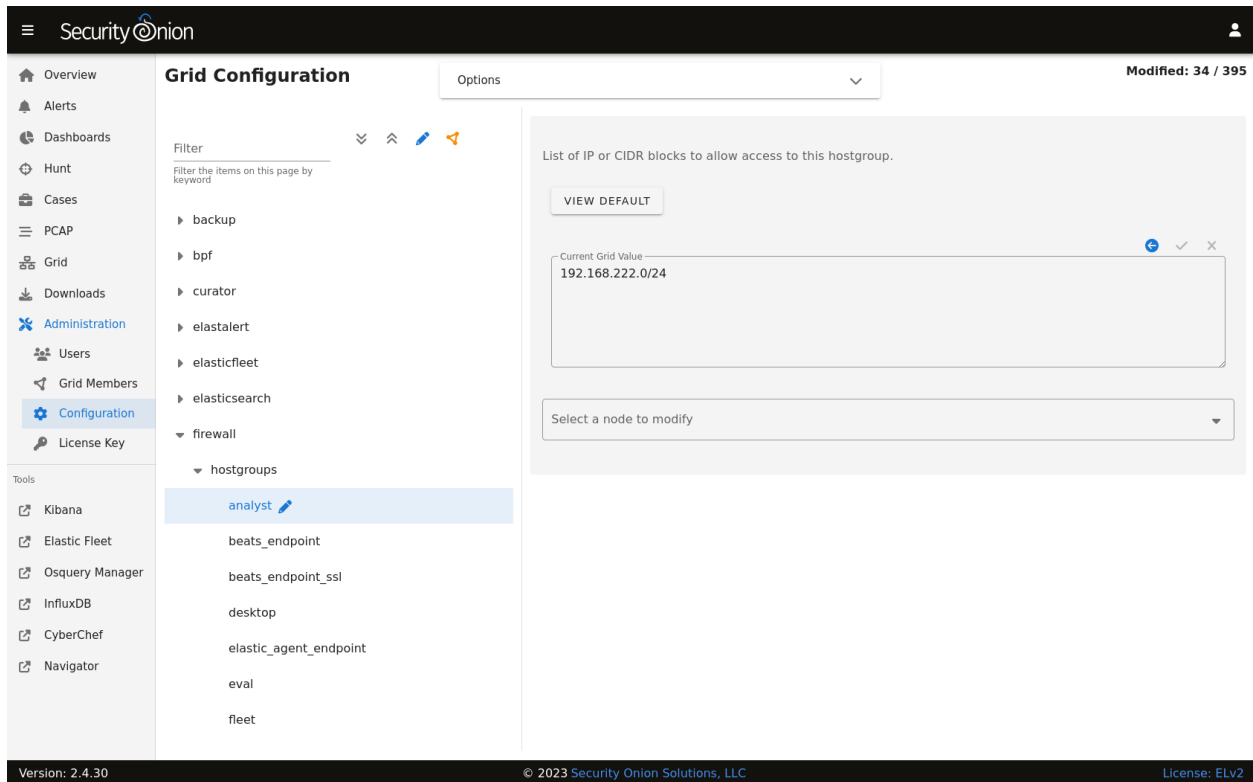 Security Onion
Overview
Alerts
Dashboards
Hunt
Cases
PCAP
Grid
Downloads
Administration
Users
Grid Members
Configuration
License Key
Tools
Kibana
Elastic Fleet
Osquery Manager
InfluxDB
CyberChef
Navigator
Grid Configuration
Options
Modified: 34 / 395
Filter
Filter the items on this page by
keyword
backup
bpf
curator
elastalert
elasticfleet
elasticsearch
firewall
hostgroups
analyst
beats_endpoint
beats_endpoint_ssl
desktop
elastic_agent_endpoint
eval
fleet
List of IP or CIDR blocks to allow access to this hostgroup.
VIEW DEFAULT
Current Grid Value
192.168.222.0/24
Select a node to modify
Version: 2.4.30
© 2023 Security Onion Solutions, LLC
License: ELv2